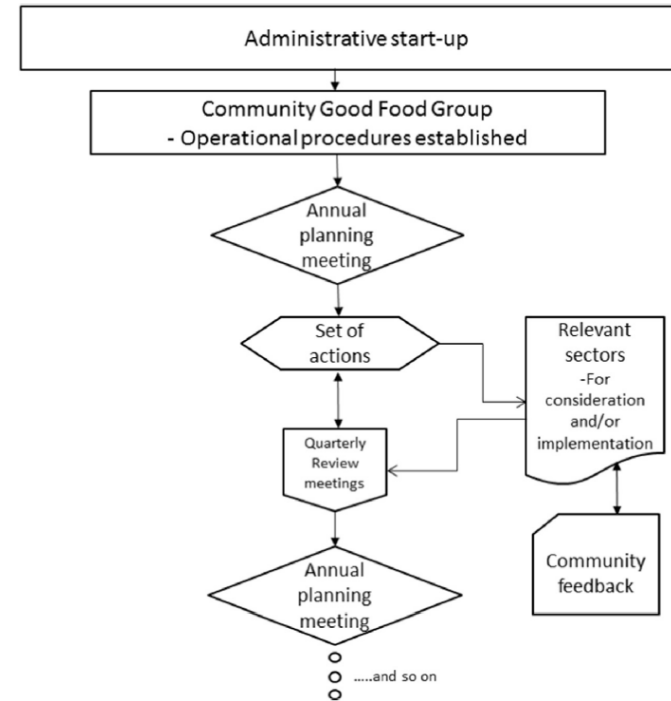 Administrative start-up
Community Good Food Group
- Operational procedures established
Annual
planning
meeting
Set of
actions
Relevant
sectors
-For
consideration
and/or
implementation
Quarterly
Review
meetings
Community
feedback
Annual
planning
meeting
.....and so on